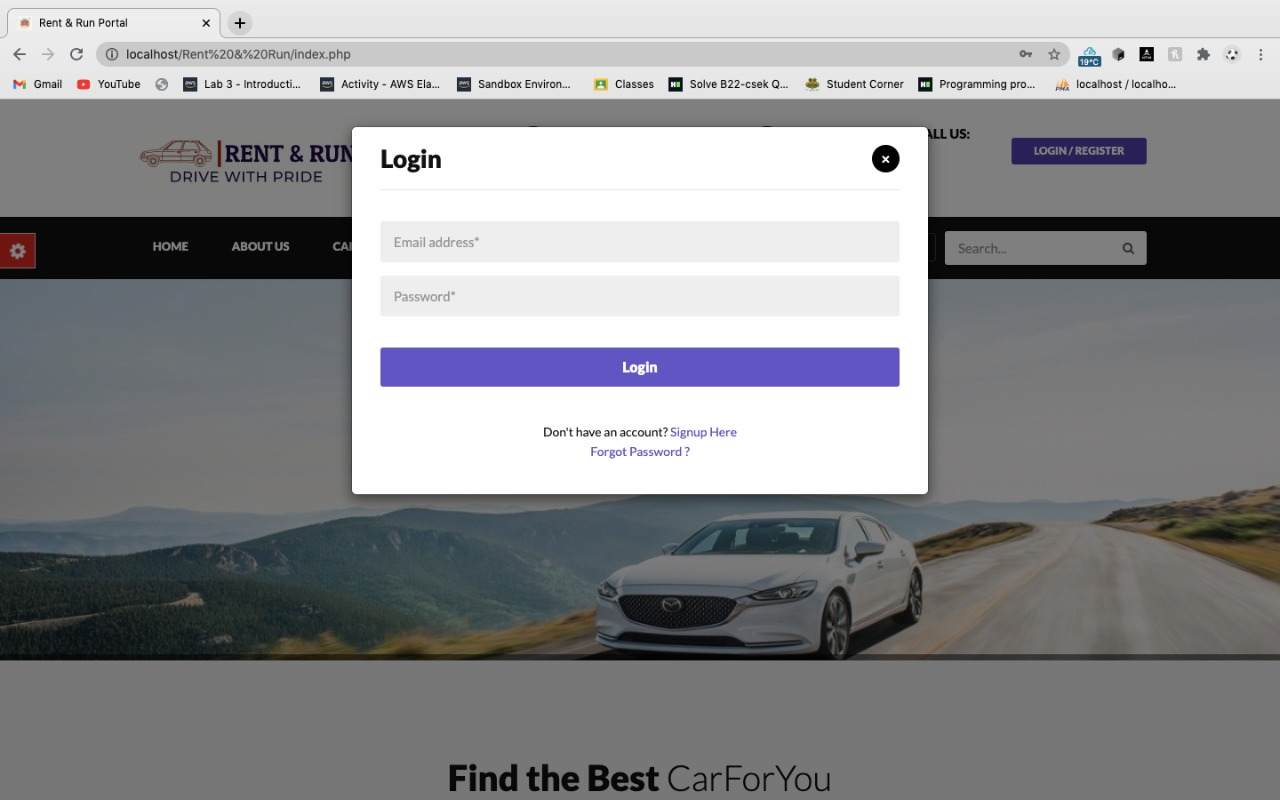 Rent & Run Portal
localhost/Rent%20&%20Run/index.php
19°C
Gmail YouTube Lab 3 - Introducti... Activity - AWS Ela... Sandbox Environ... Classes Solve B22-csek Q... Student Corner Programming pro... localhost / localho...
RENT & RUN
DRIVE WITH PRIDE
ALL US:
LOGIN / REGISTER
HOME ABOUT US CA
Search...
Login
Email address*
Password*
Login
Don't have an account? Signup Here
Forgot Password ?
Find the Best CarForYou